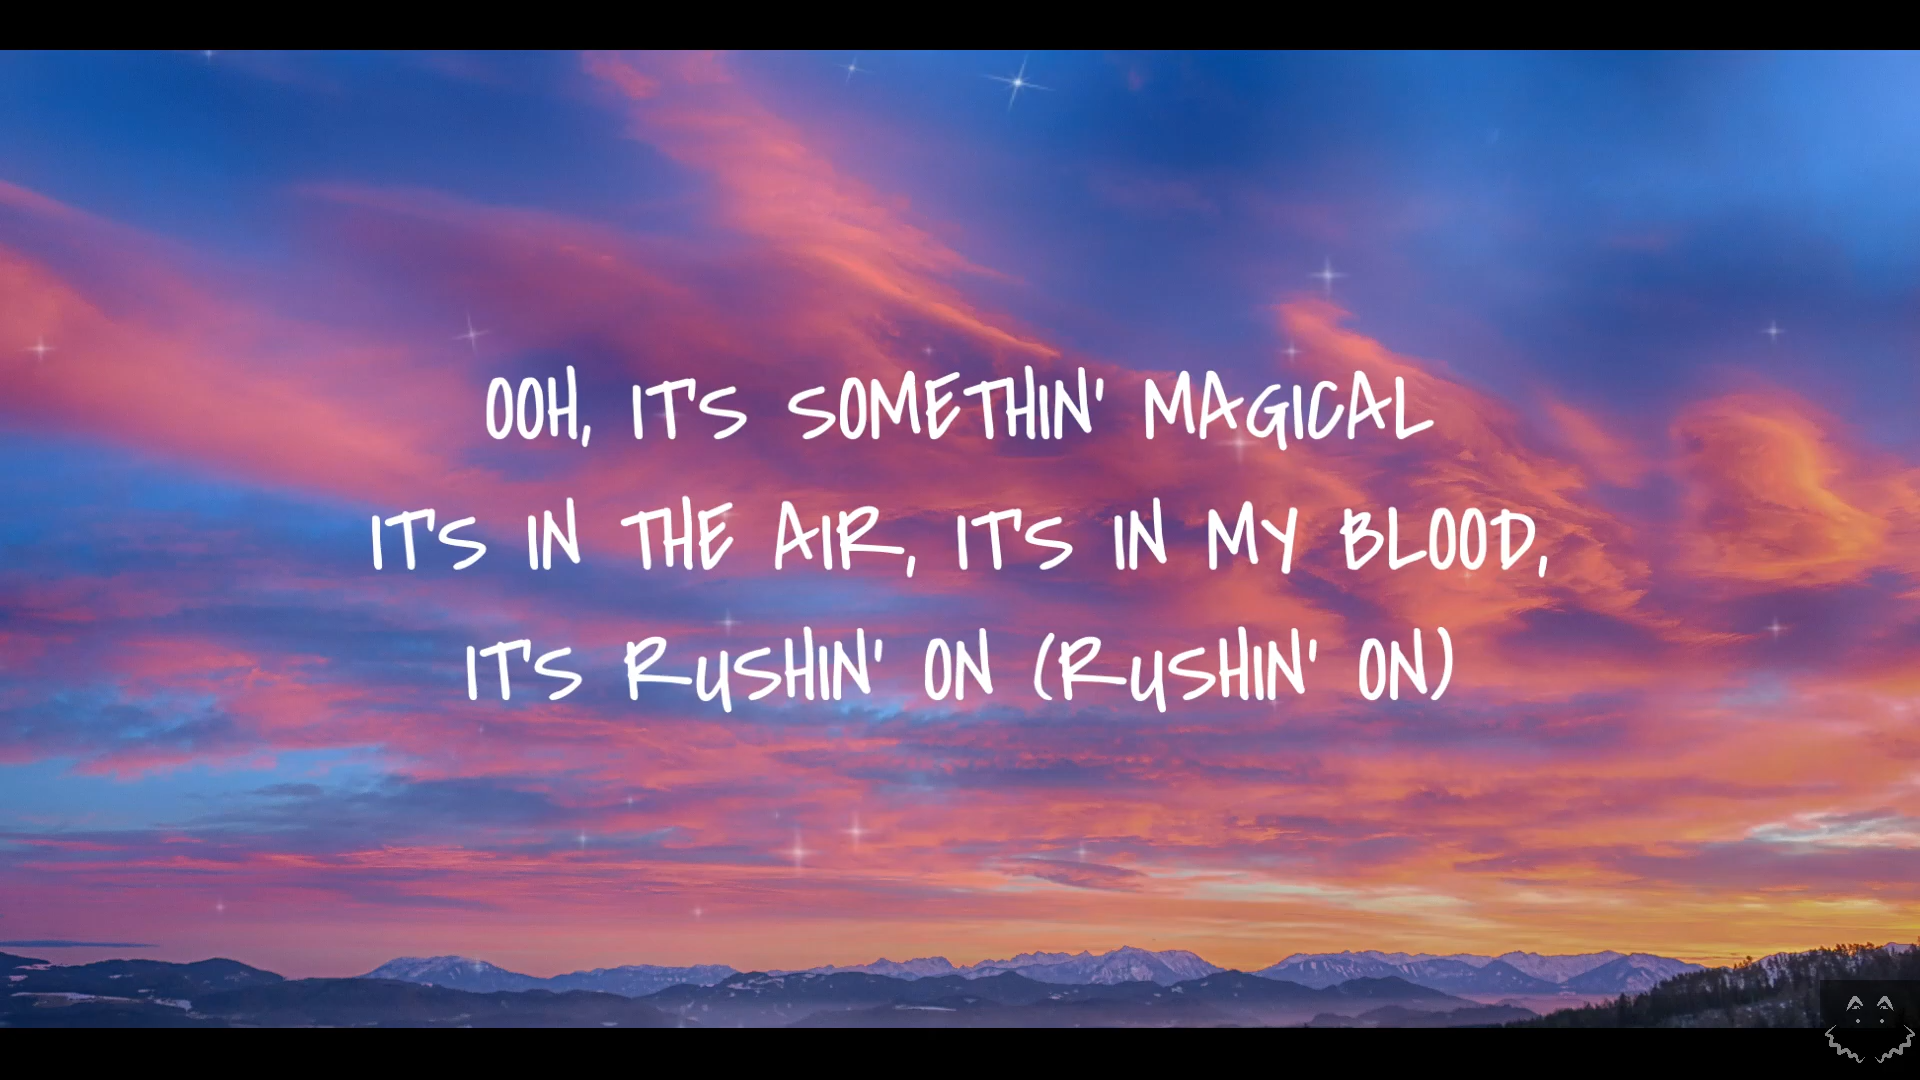 OOH, IT'S SOMETHIN' MAGICAL
IT'S IN THE AIR, IT'S IN MY BLOOD,
IT'S RUSHIN' ON (RUSHIN' ON)